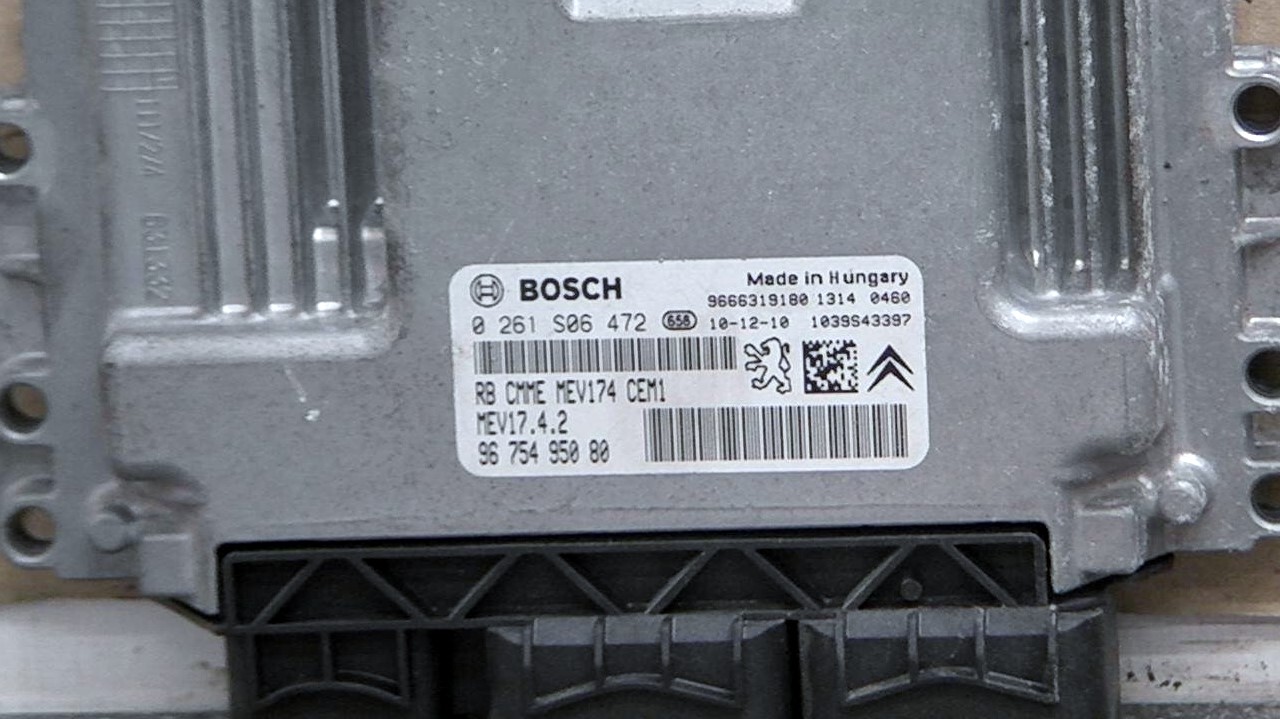 BOSCH
Made in Hungary
9666319180 1314 0460
0 261 S06 472 658 10-12-10 1039S43397
RB CMME MEV174 CEM1
MEV17.4.2
96 754 950 80